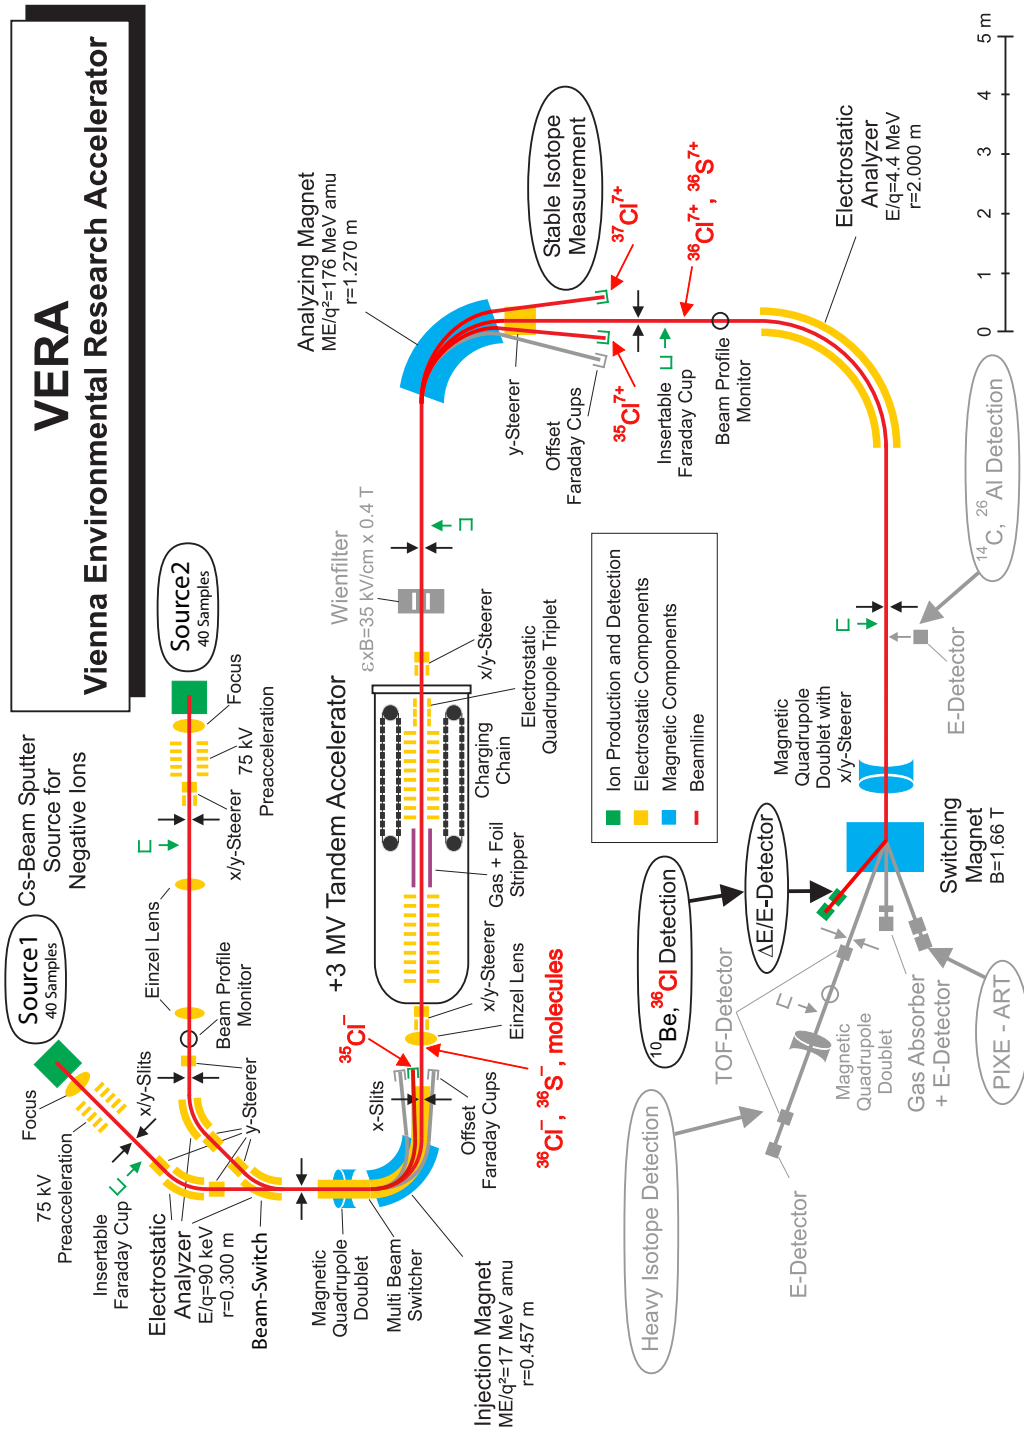 VERA
Vienna Environmental Research Accelerator
Source1
40 Samples
Cs-Beam Sputter
Source for
Negative Ions
Source2
40 Samples
Focus
75 kV
Preacceleration
Insertable
Faraday Cup
x/y-Slits
Einzel Lens
Beam Profile
Monitor
x/y-Steerer
75 kV
Preacceleration
Focus
y-Steerer
Electrostatic
Analyzer
E/q=90 keV
r=0.300 m
Beam-Switch
Magnetic
Quadrupole
Doublet
Multi Beam
Switcher
Injection Magnet
ME/q²=17 MeV amu
r=0.457 m
x-Slits
³⁵Cl⁻
Offset
Faraday Cups
³⁶Cl⁻, ³⁶S⁻, molecules
Einzel Lens
x/y-Steerer
+3 MV Tandem Accelerator
Gas + Foil
Stripper
Charging
Chain
Electrostatic
Quadrupole Triplet
x/y-Steerer
Wienfilter
εxB=35 kV/cm x 0.4 T
Analyzing Magnet
ME/q²=176 MeV amu
r=1.270 m
y-Steerer
Offset
Faraday Cups
Stable Isotope
Measurement
³⁵Cl⁷⁺
³⁷Cl⁷⁺
³⁶Cl⁷⁺, ³⁶S⁷⁺
Insertable
Faraday Cup
Beam Profile
Monitor
Electrostatic
Analyzer
E/q=4.4 MeV
r=2.000 m
Ion Production and Detection
Electrostatic Components
Magnetic Components
Beamline
¹⁴C, ²⁶Al Detection
E-Detector
Magnetic
Quadrupole
Doublet with
x/y-Steerer
Switching
Magnet
B=1.66 T
¹⁰Be, ³⁶Cl Detection
ΔE/E-Detector
TOF-Detector
Magnetic
Quadrupole
Doublet
Gas Absorber
+ E-Detector
PIXE - ART
Heavy Isotope Detection
E-Detector
0 1 2 3 4 5 m